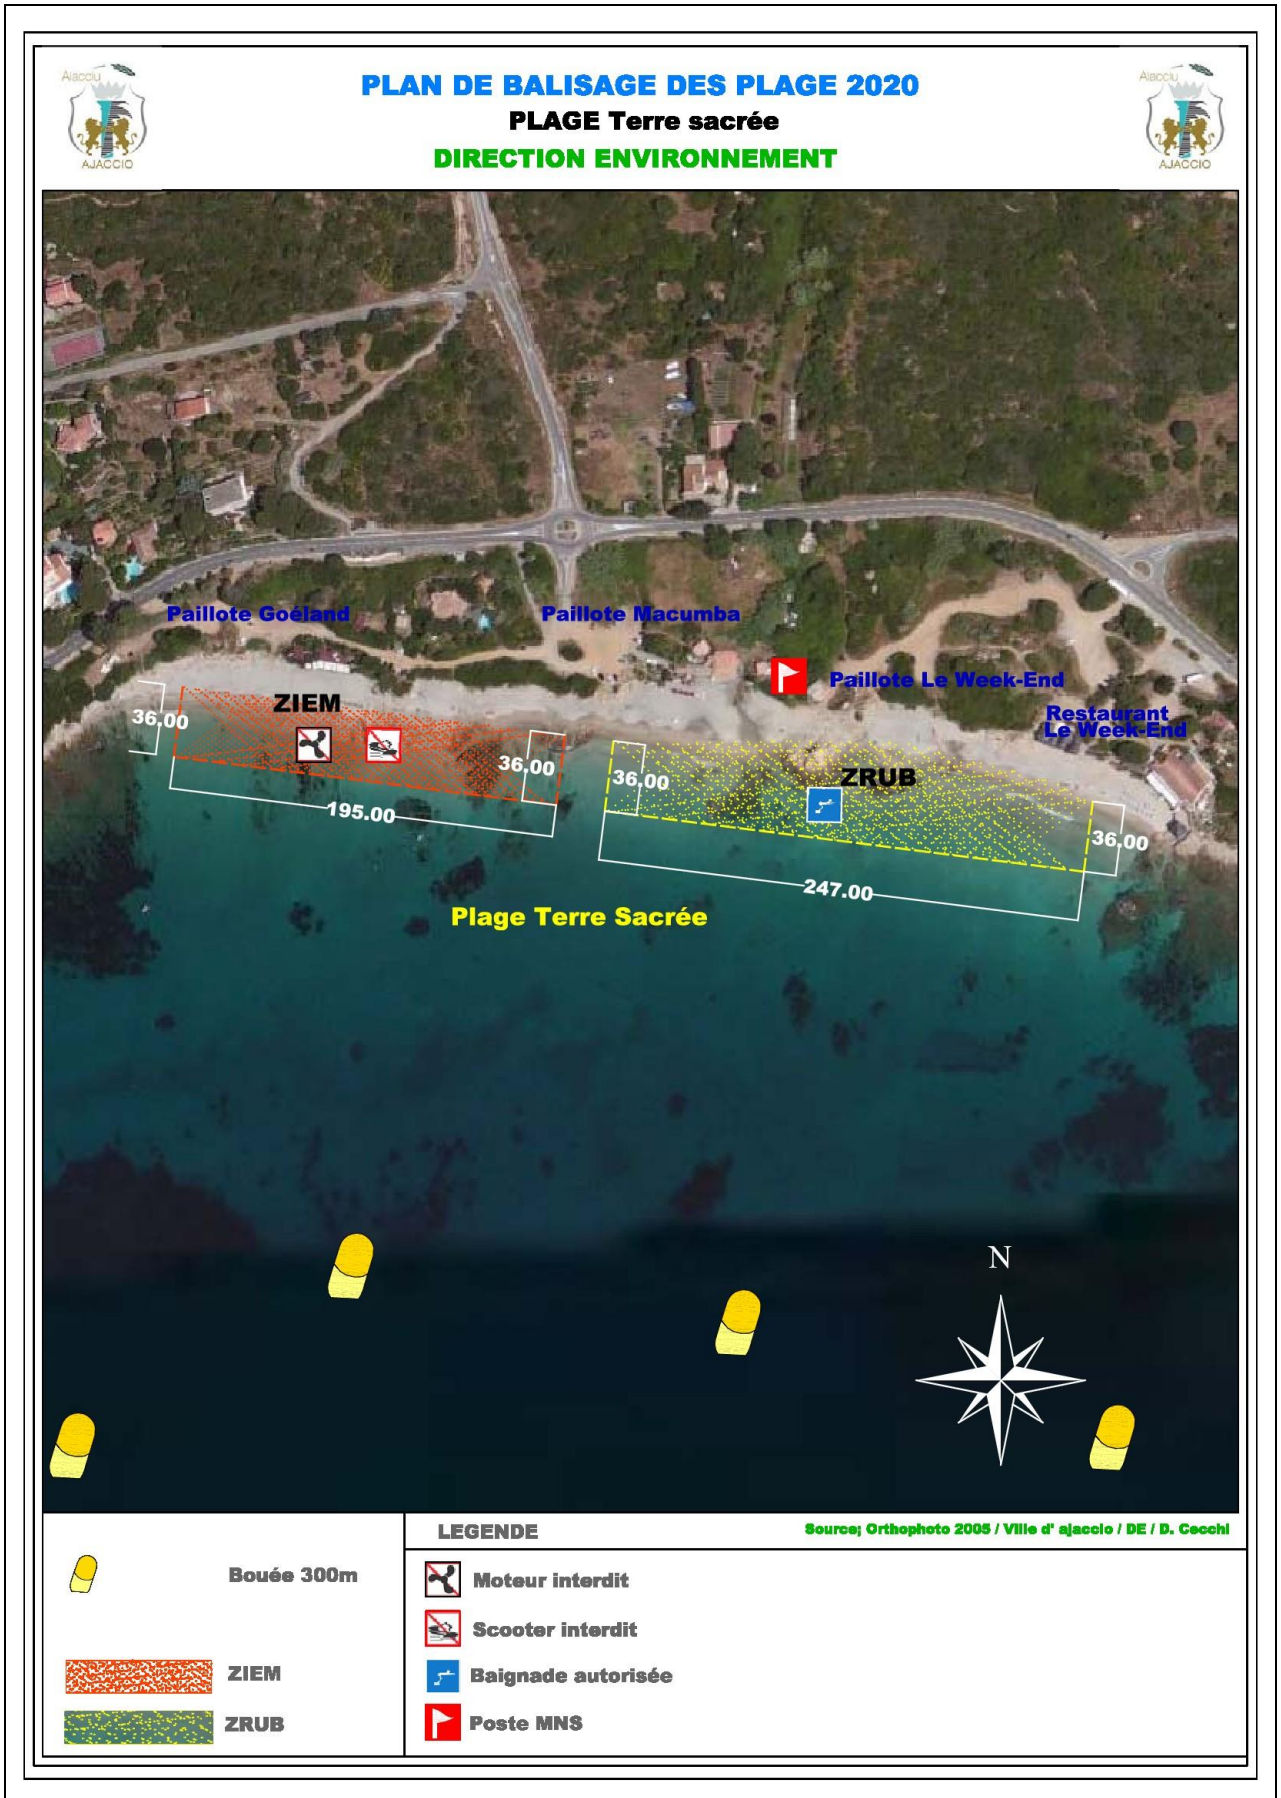 Aiacciu
AJACCIO
PLAN DE BALISAGE DES PLAGE 2020
PLAGE Terre sacrée
DIRECTION ENVIRONNEMENT
Aiacciu
AJACCIO
Paillote Goéland
Paillote Macumba
Paillote Le Week-End
Restaurant
Le Week-End
ZIEM
36.00
36.00
195.00
36.00
ZRUB
36.00
247.00
Plage Terre Sacrée
N
Bouée 300m
ZIEM
ZRUB
LEGENDE
Source; Orthophoto 2005 / Ville d' ajaccio / DE / D. Cecchi
Moteur interdit
Scooter interdit
Baignade autorisée
Poste MNS